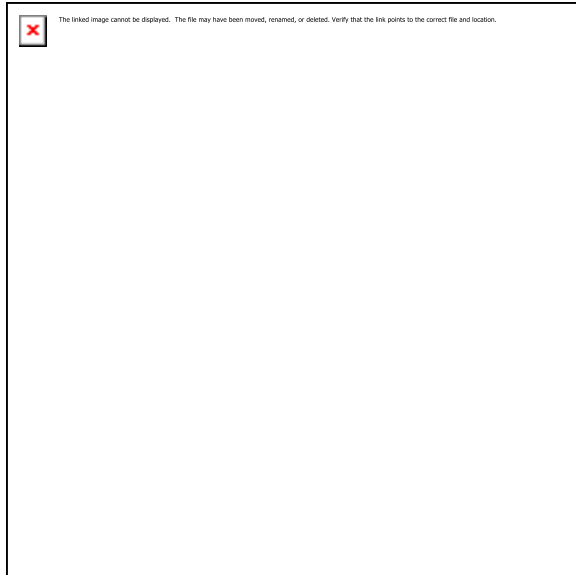 The linked image cannot be displayed.  The file may have been moved, renamed, or deleted. Verify that the link points to the correct file and location.